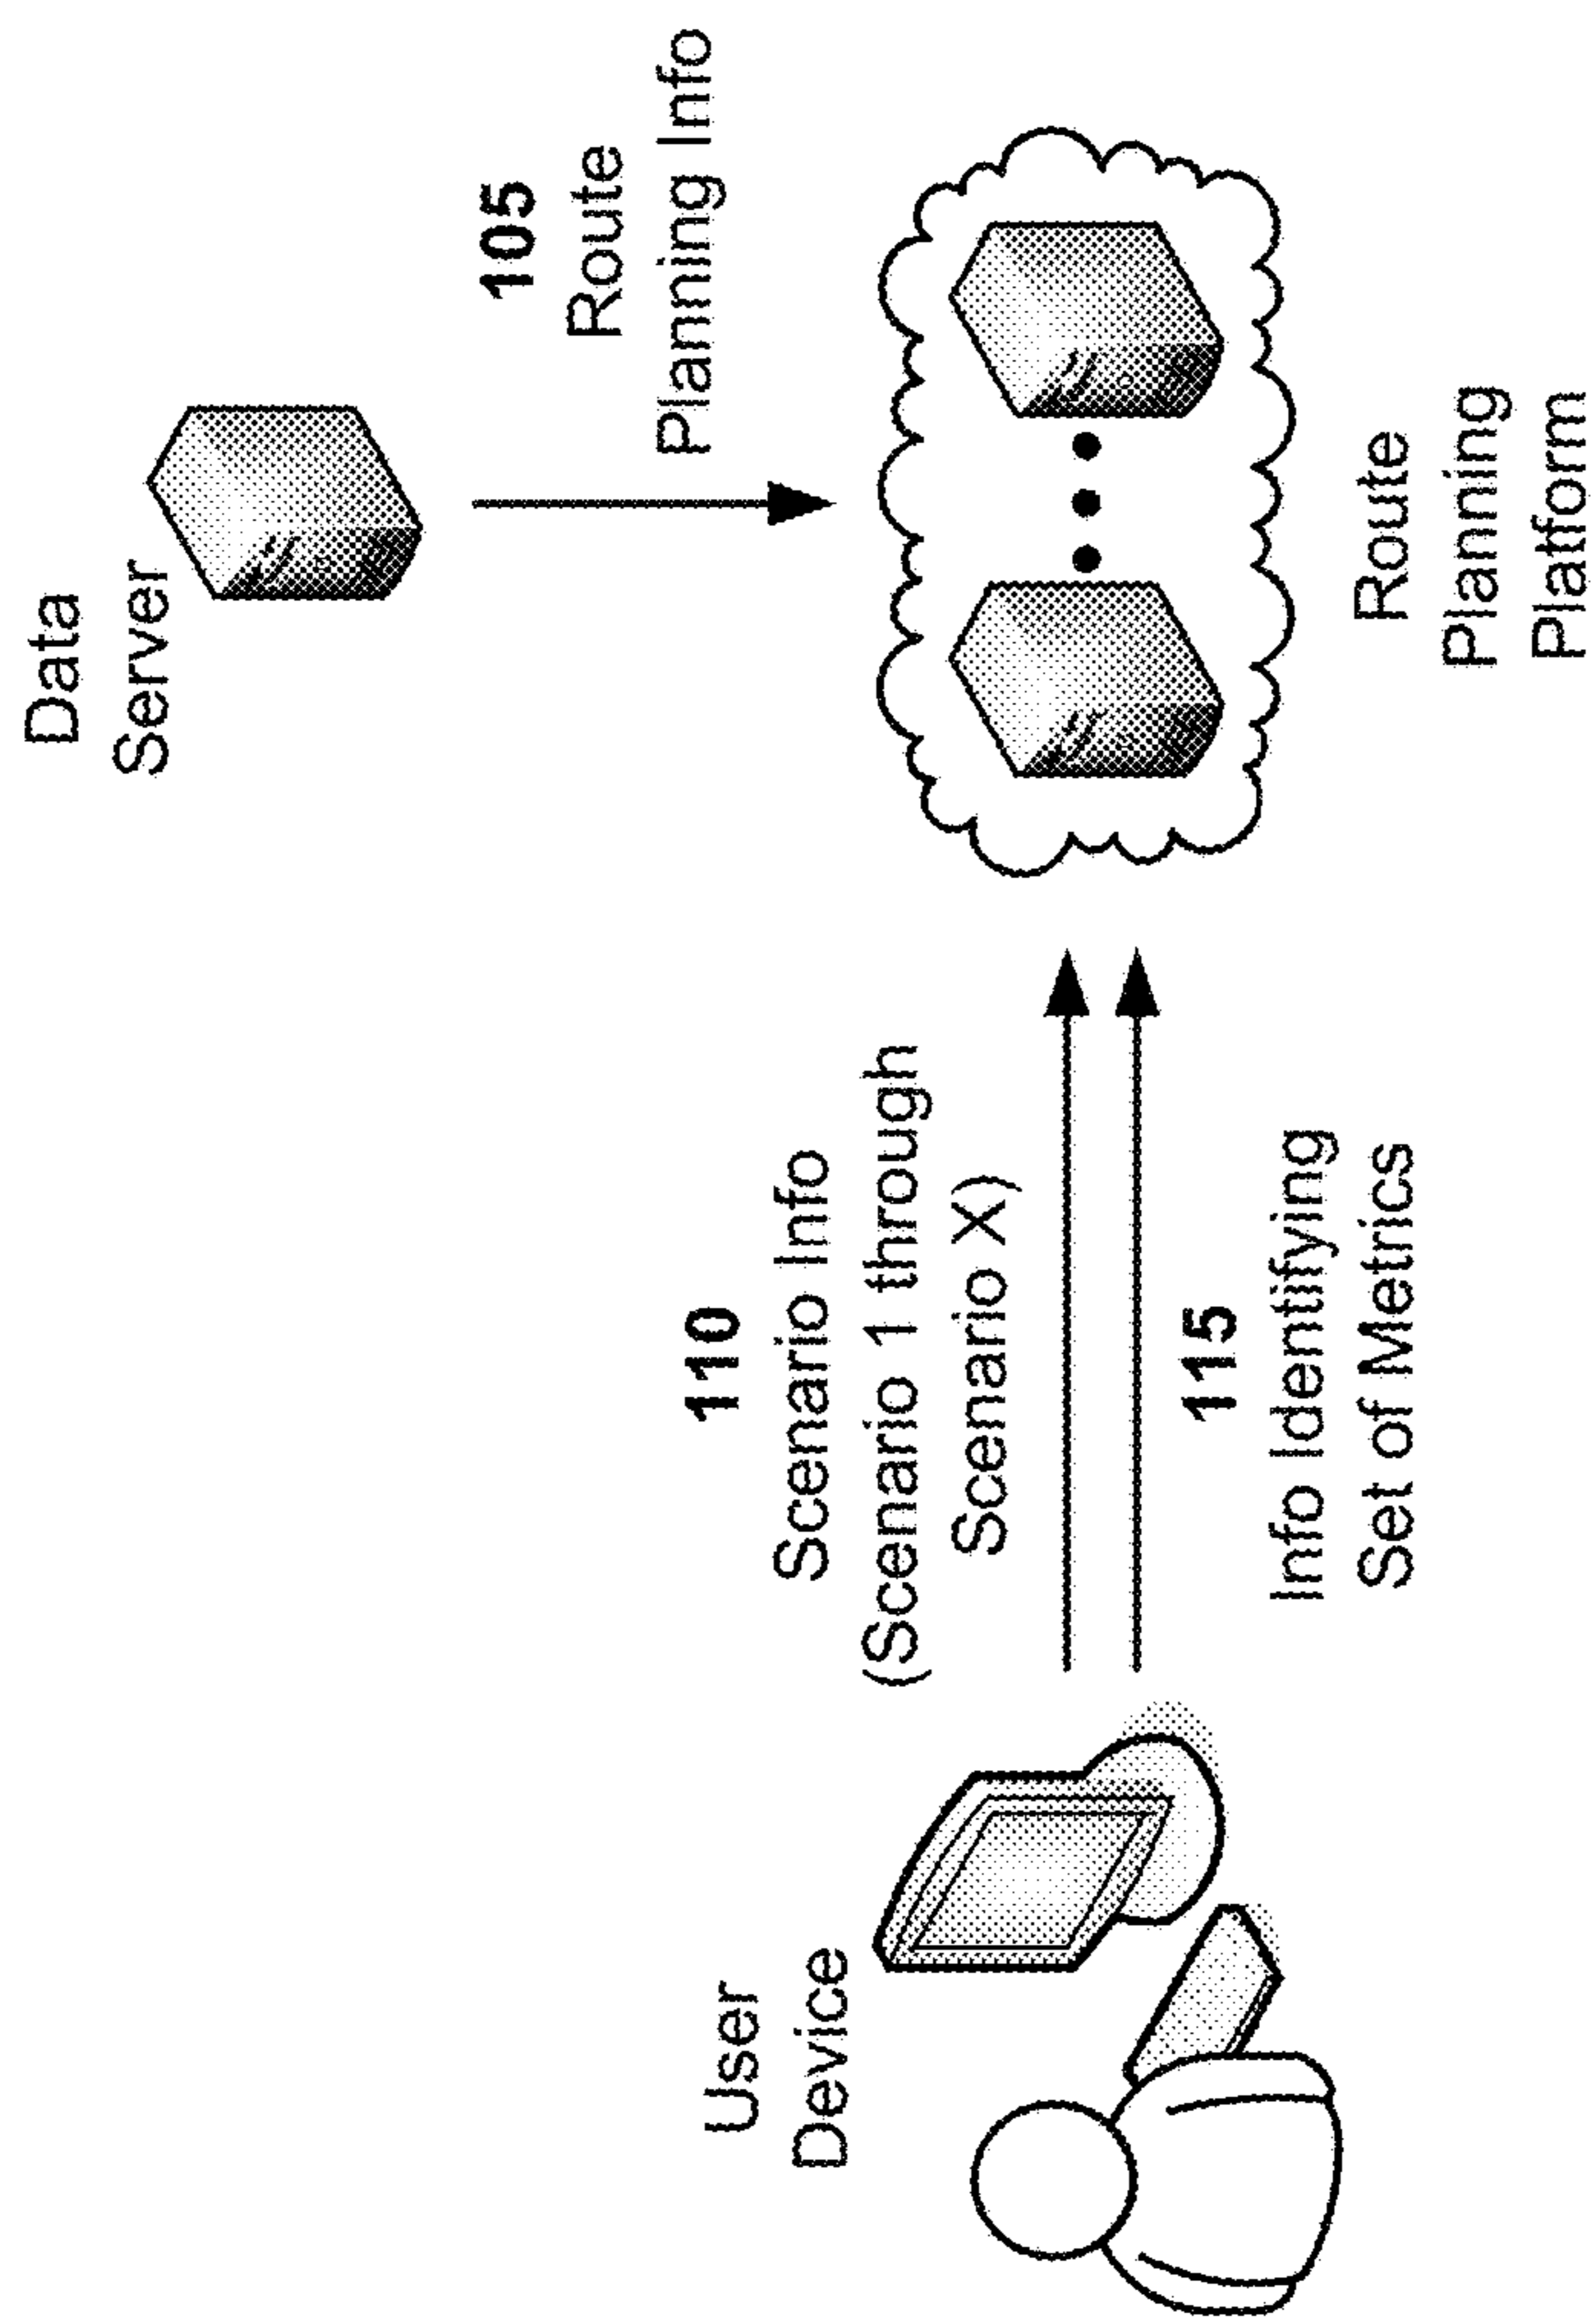 Data
Server
105
Route
Planning Info
User
Device
110
Scenario Info
(Scenario 1 through
Scenario X)
115
Info Identifying
Set of Metrics
Route
Planning
Platform